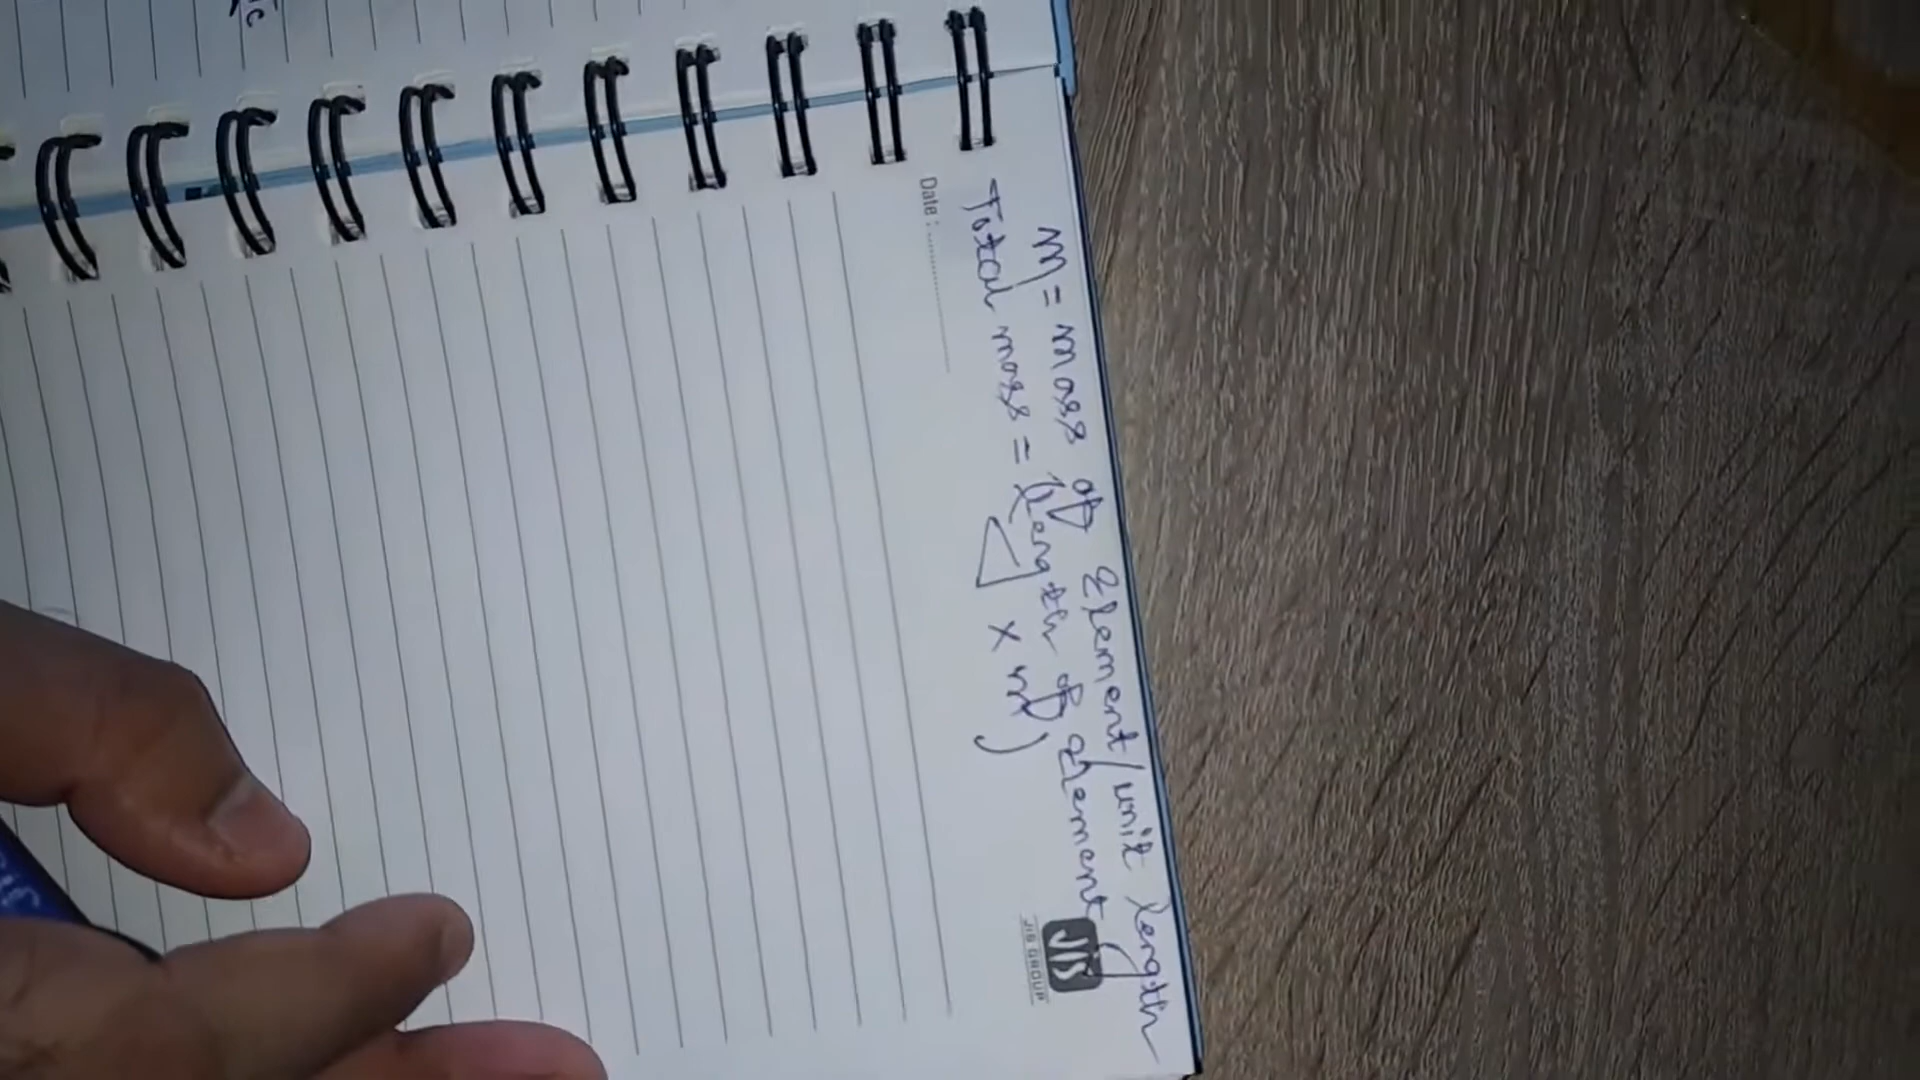 m = mass of element/unit length
Total mass = (length of element
× m)
Date :
JIS
JIS GROUP